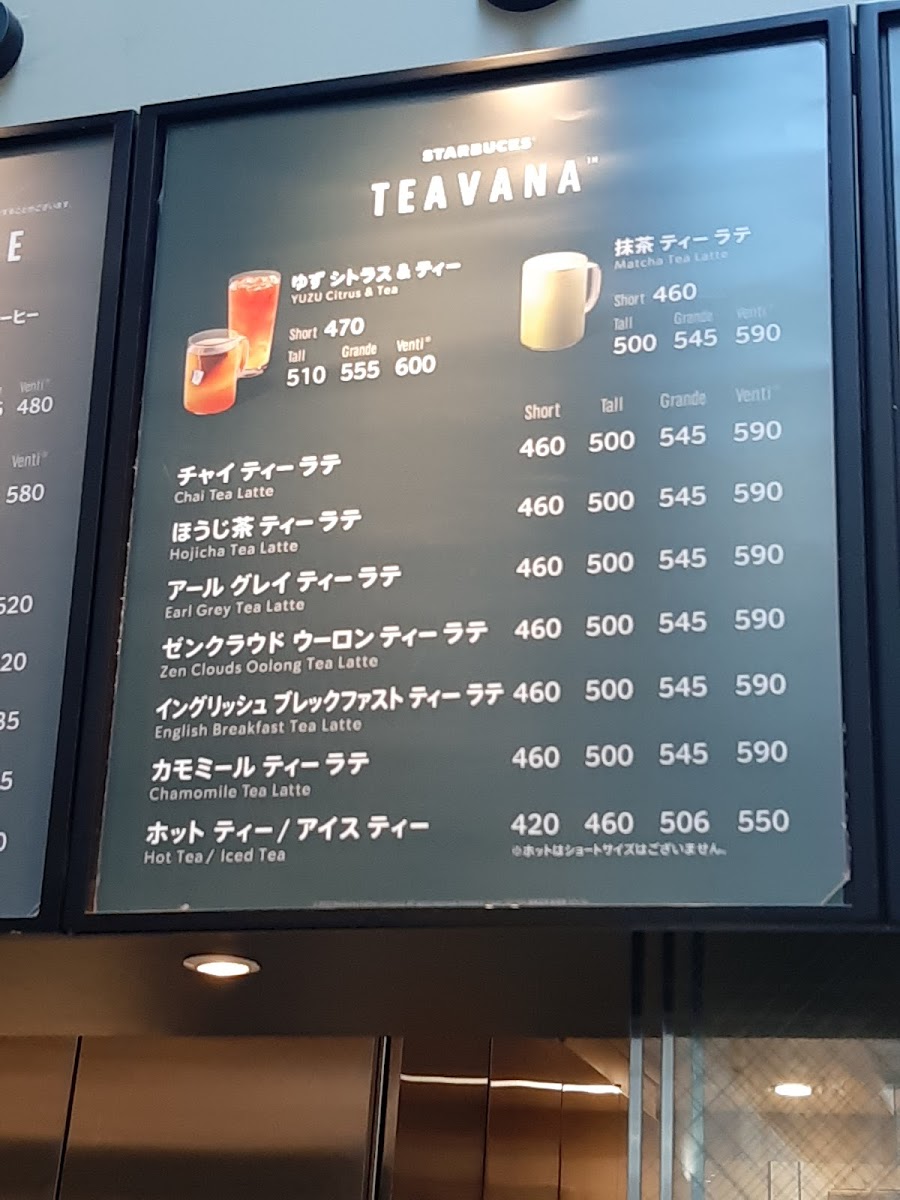 STARBUCKS®
TEAVANA™
ゆず シトラス & ティー
YUZU Citrus & Tea
Short 470
Tall Grande Venti®
510 555 600
抹茶 ティー ラテ
Matcha Tea Latte
Short 460
Tall Grande Venti®
500 545 590
Short Tall Grande Venti®
チャイ ティー ラテ 460 500 545 590
Chai Tea Latte
ほうじ茶 ティー ラテ 460 500 545 590
Hojicha Tea Latte
アール グレイ ティー ラテ 460 500 545 590
Earl Grey Tea Latte
ゼンクラウド ウーロン ティー ラテ 460 500 545 590
Zen Clouds Oolong Tea Latte
イングリッシュ ブレックファスト ティー ラテ 460 500 545 590
English Breakfast Tea Latte
カモミール ティー ラテ 460 500 545 590
Chamomile Tea Latte
ホット ティー / アイス ティー 420 460 506 550
Hot Tea / Iced Tea
※ホットはショートサイズはございません。
E
ーヒー
Venti®
480
Venti®
580
520
20
35
5
0